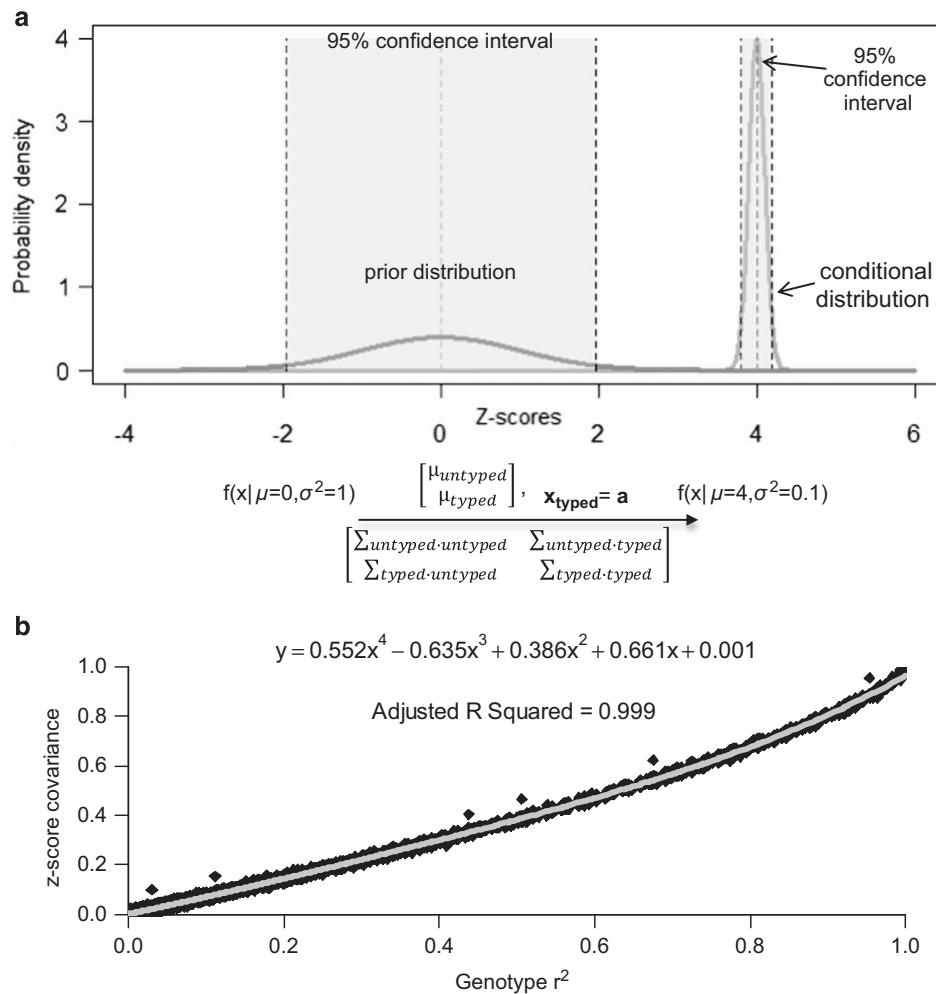 a
95% confidence interval
95%
confidence
interval
prior distribution
conditional
distribution
Probability density
4
3
2
1
0
Z-scores
-4 -2 0 2 4 6
f(x| μ=0,σ²=1)
[μuntyped
μtyped] , xtyped= a
f(x| μ=4,σ²=0.1)
[∑untyped·untyped ∑untyped·typed
∑typed·untyped ∑typed·typed]
b
y = 0.552x⁴ − 0.635x³ + 0.386x² + 0.661x + 0.001
Adjusted R Squared = 0.999
z-score covariance
1.0
0.8
0.6
0.4
0.2
0.0
0.0 0.2 0.4 0.6 0.8 1.0
Genotype r²